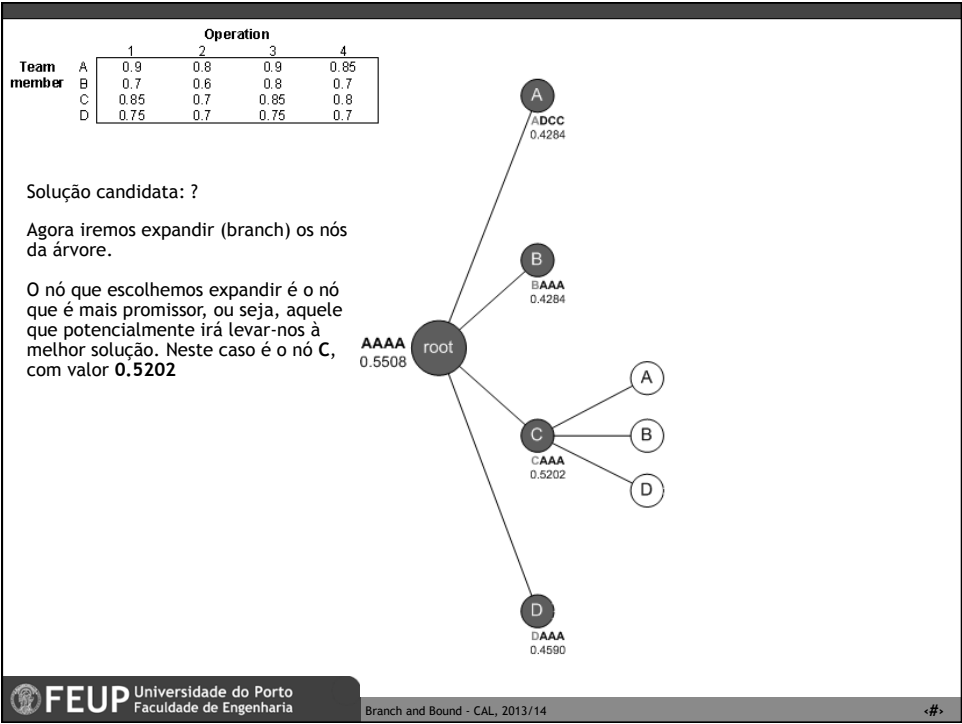 Operation
1 2 3 4
Team member
A 0.9 0.8 0.9 0.85
B 0.7 0.6 0.8 0.7
C 0.85 0.7 0.85 0.8
D 0.75 0.7 0.75 0.7
Solução candidata: ?
Agora iremos expandir (branch) os nós
da árvore.
O nó que escolhemos expandir é o nó
que é mais promissor, ou seja, aquele
que potencialmente irá levar-nos à
melhor solução. Neste caso é o nó C,
com valor 0.5202
AAAA
0.5508
root
A
ADCC
0.4284
B
BAAA
0.4284
C
CAAA
0.5202
A
B
D
D
DAAA
0.4590
FEUP Universidade do Porto
Faculdade de Engenharia
Branch and Bound - CAL, 2013/14
‹#›